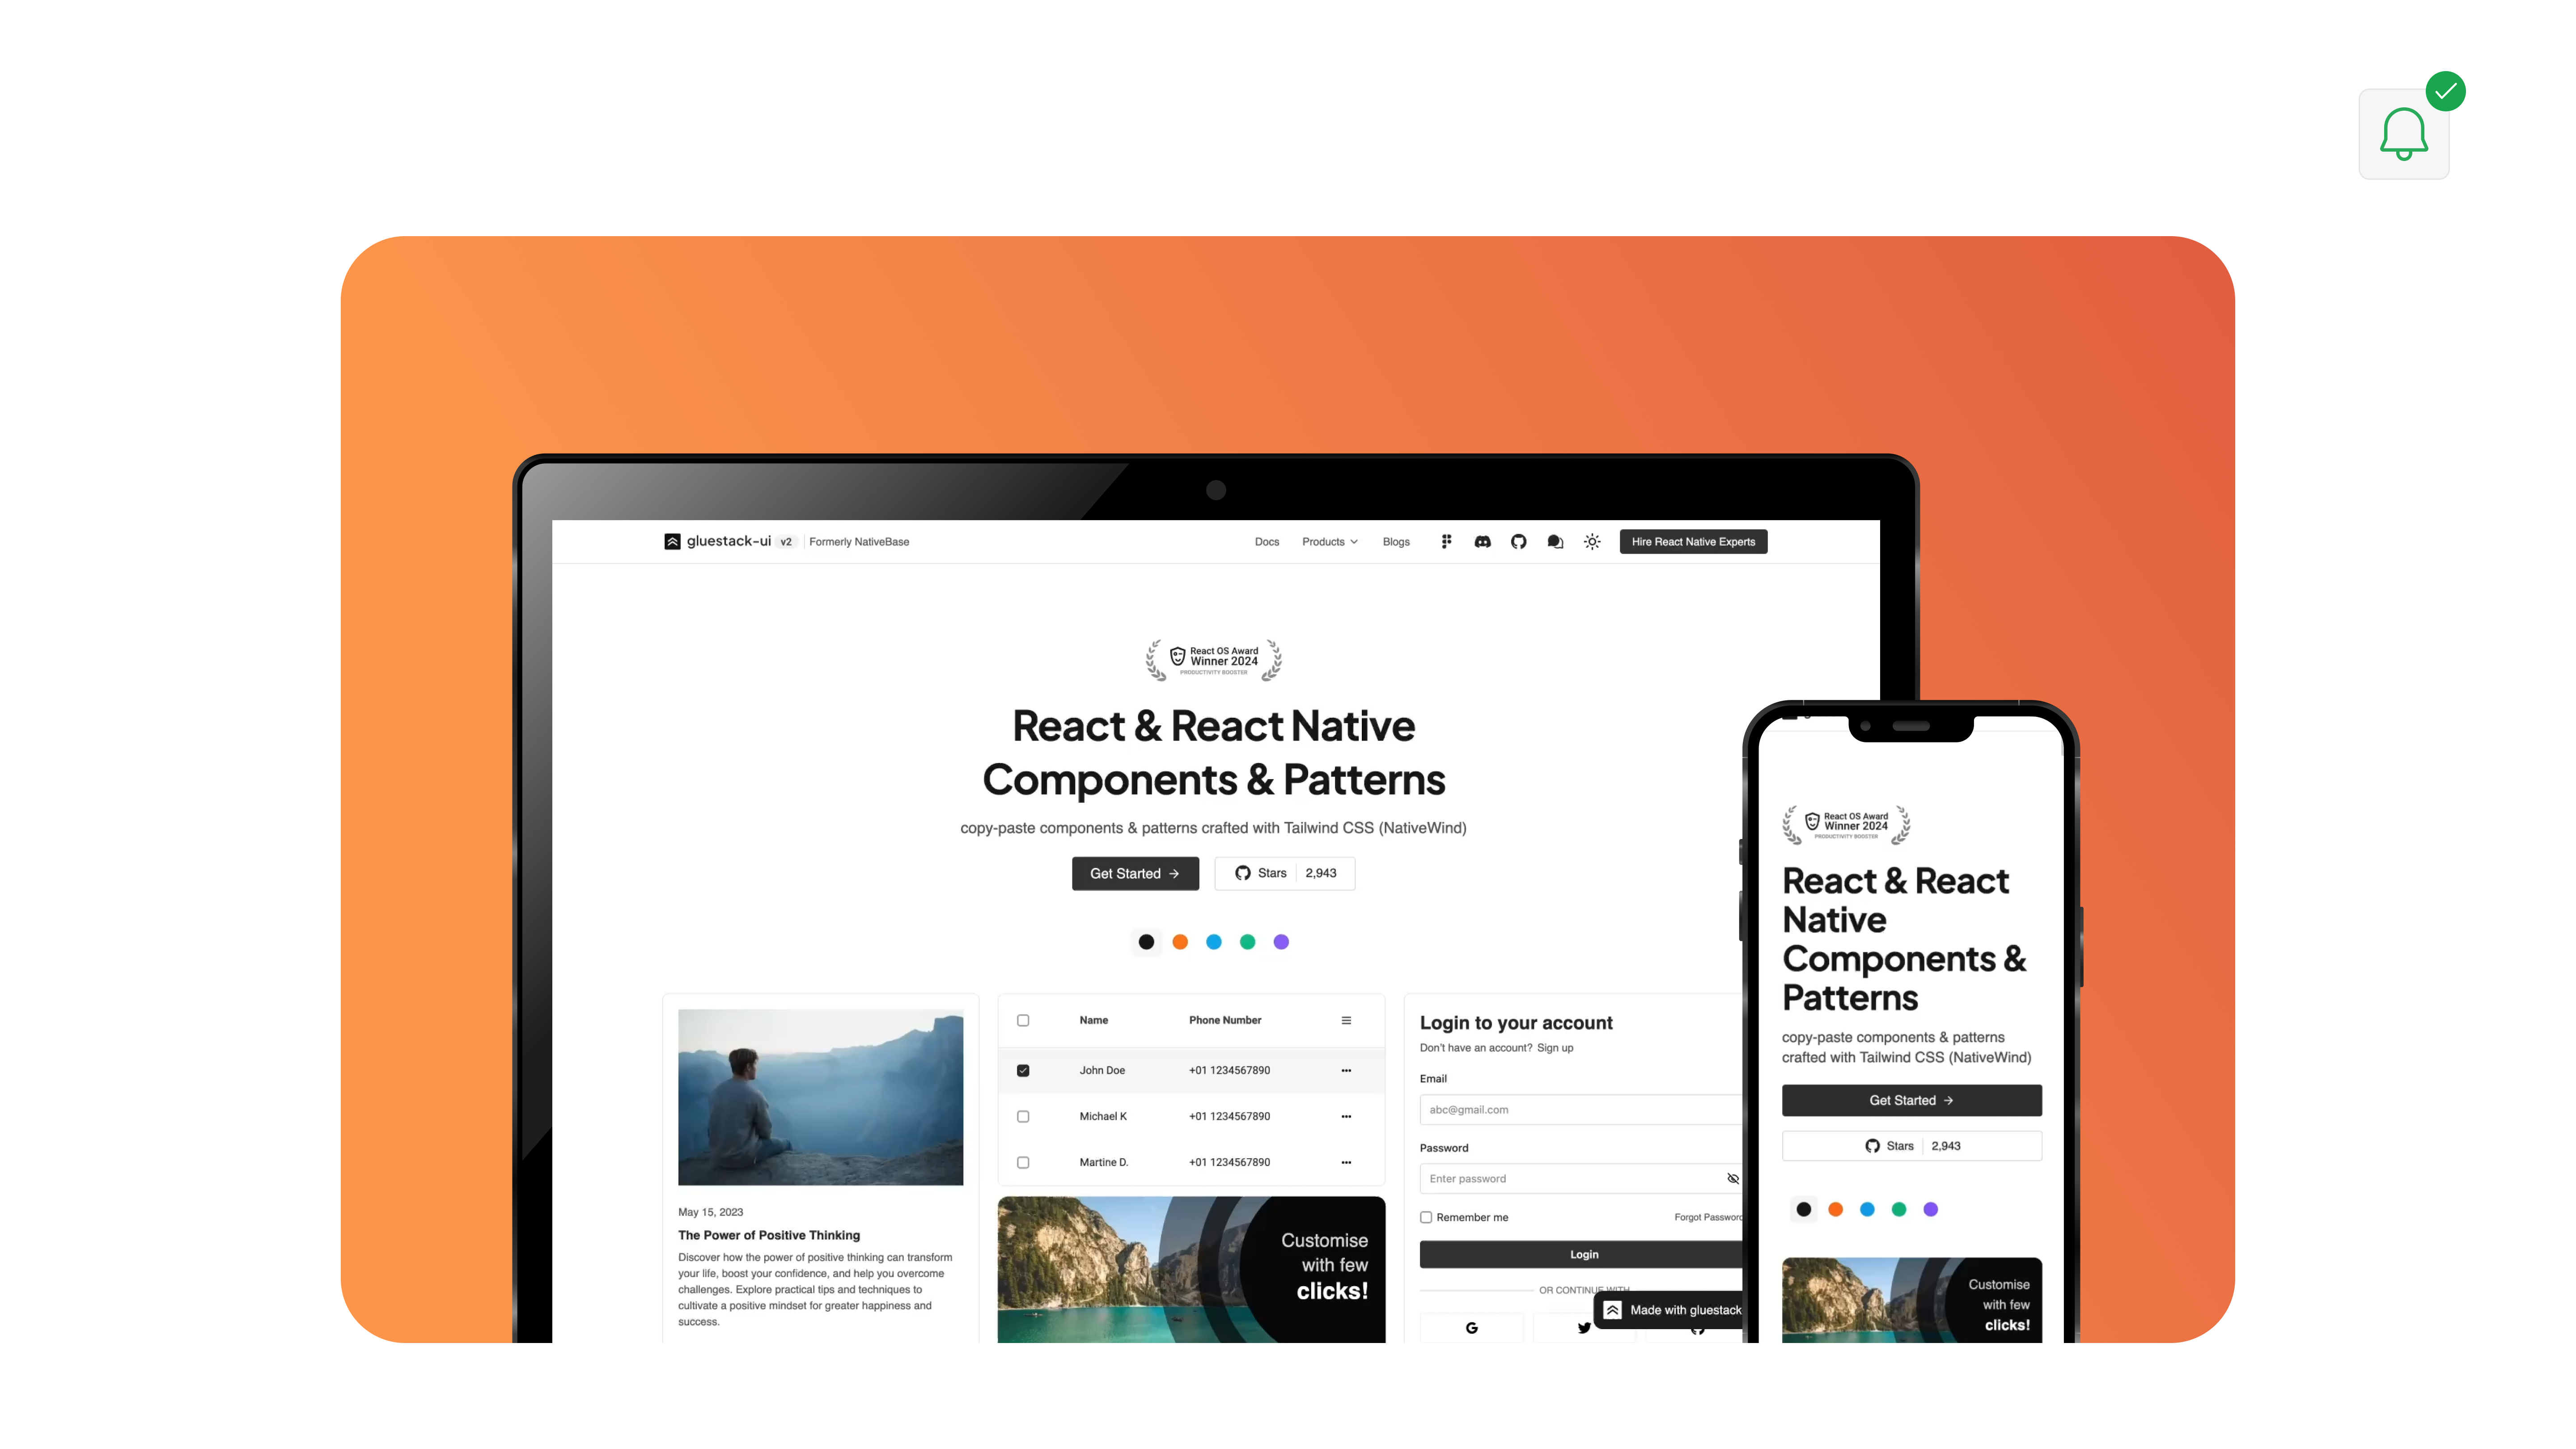 gluestack-ui v2 Formerly NativeBase Docs Products Blogs Hire React Native Experts
React OS Award
Winner 2024
PRODUCTIVITY BOOSTER
React & React Native
Components & Patterns
copy-paste components & patterns crafted with Tailwind CSS (NativeWind)
Get Started → Stars 2,943
May 15, 2023
The Power of Positive Thinking
Discover how the power of positive thinking can transform
your life, boost your confidence, and help you overcome
challenges. Explore practical tips and techniques to
cultivate a positive mindset for greater happiness and
success.
Name Phone Number
John Doe +01 1234567890
Michael K +01 1234567890
Martine D. +01 1234567890
Customise
with few
clicks!
Login to your account
Don't have an account? Sign up
Email
abc@gmail.com
Password
Enter password
Remember me Forgot Password
Login
OR CONTINUE WITH
Made with gluestack
React OS Award
Winner 2024
PRODUCTIVITY BOOSTER
React & React
Native
Components &
Patterns
copy-paste components & patterns
crafted with Tailwind CSS (NativeWind)
Get Started →
Stars 2,943
Customise
with few
clicks!